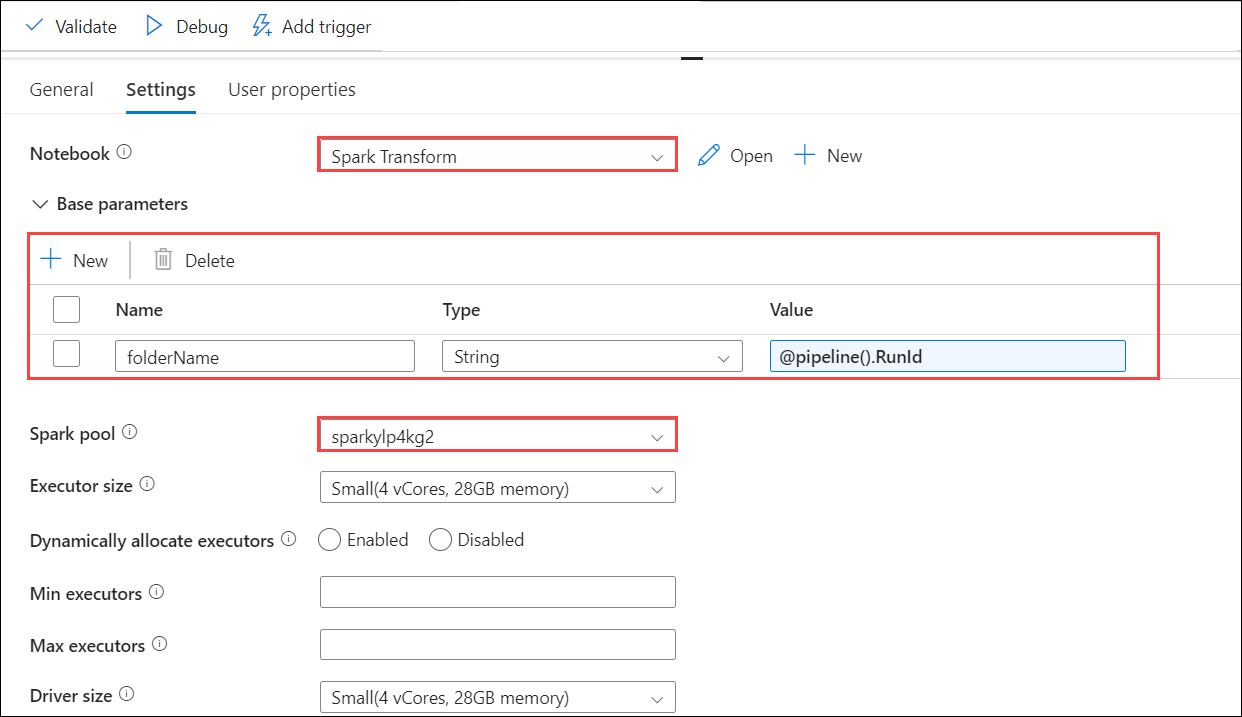 Validate Debug Add trigger
General Settings User properties
Notebook Spark Transform Open New
Base parameters
New Delete
Name Type Value
folderName String @pipeline().RunId
Spark pool sparkylp4kg2
Executor size Small(4 vCores, 28GB memory)
Dynamically allocate executors Enabled Disabled
Min executors
Max executors
Driver size Small(4 vCores, 28GB memory)